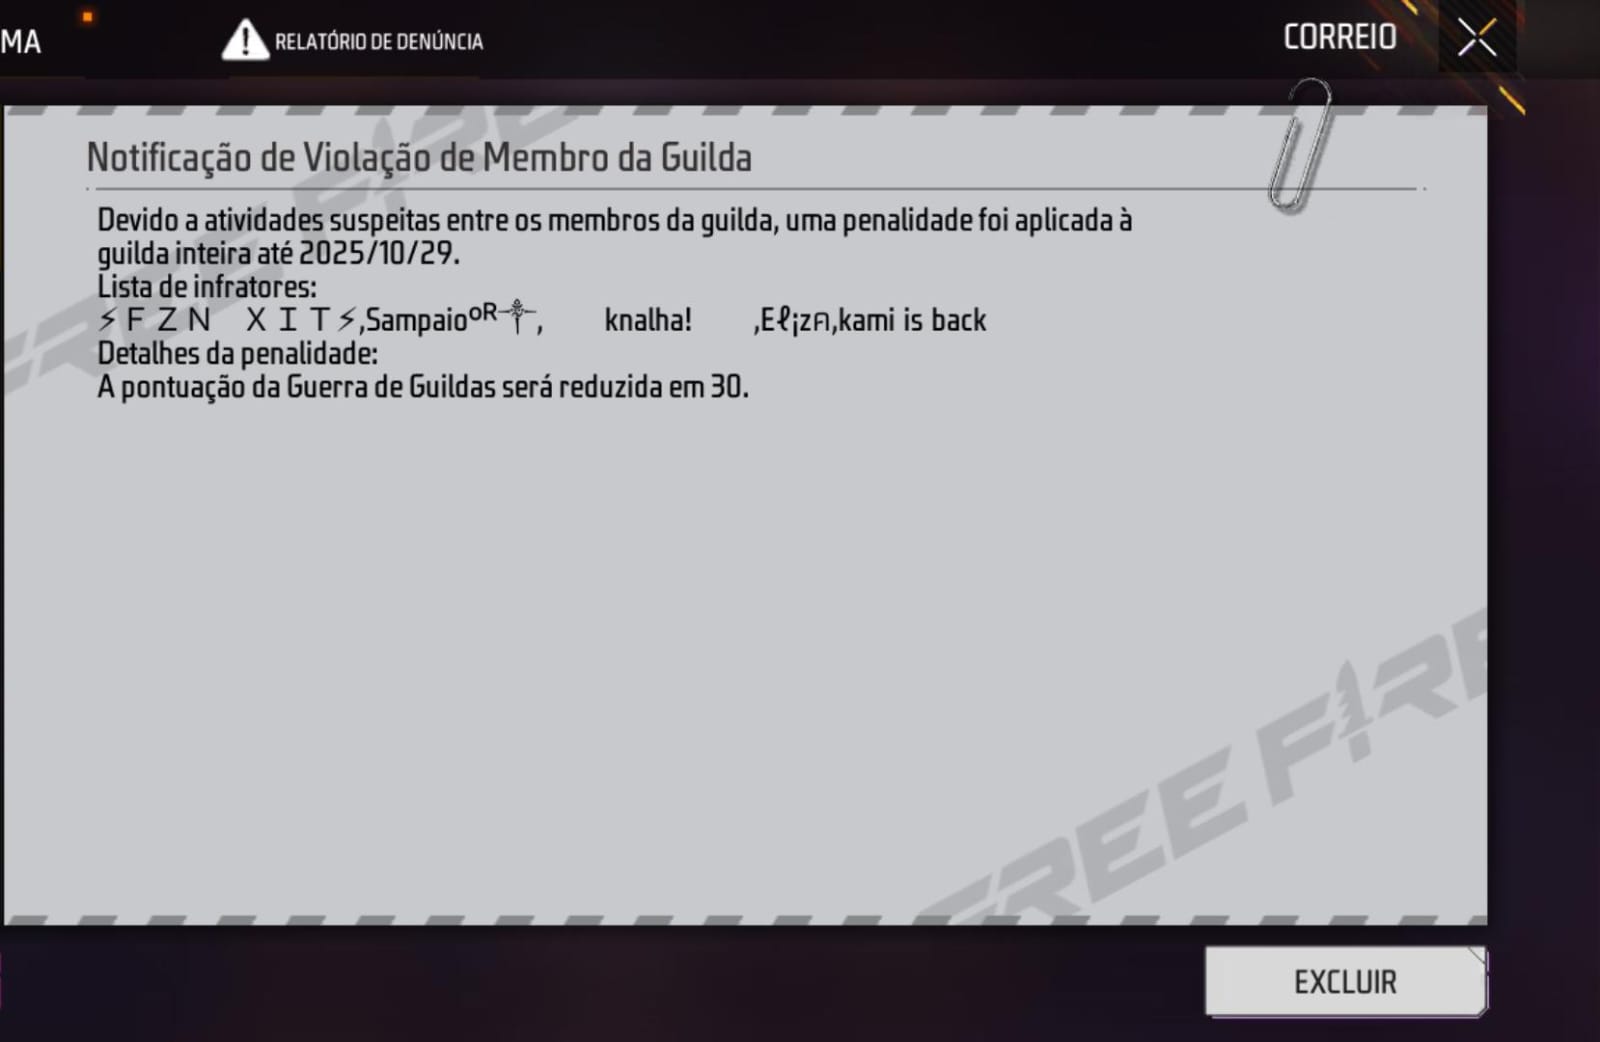 MA
RELATÓRIO DE DENÚNCIA
CORREIO
Notificação de Violação de Membro da Guilda
Devido a atividades suspeitas entre os membros da guilda, uma penalidade foi aplicada à
guilda inteira até 2025/10/29.
Lista de infratores:
⚡F Z N X I T⚡,Sampaioᴼᴿ༒, knalha! ,Eℓ¡zศ,kami is back
Detalhes da penalidade:
A pontuação da Guerra de Guildas será reduzida em 30.
FREE FIRE
FREE FIRE
EXCLUIR